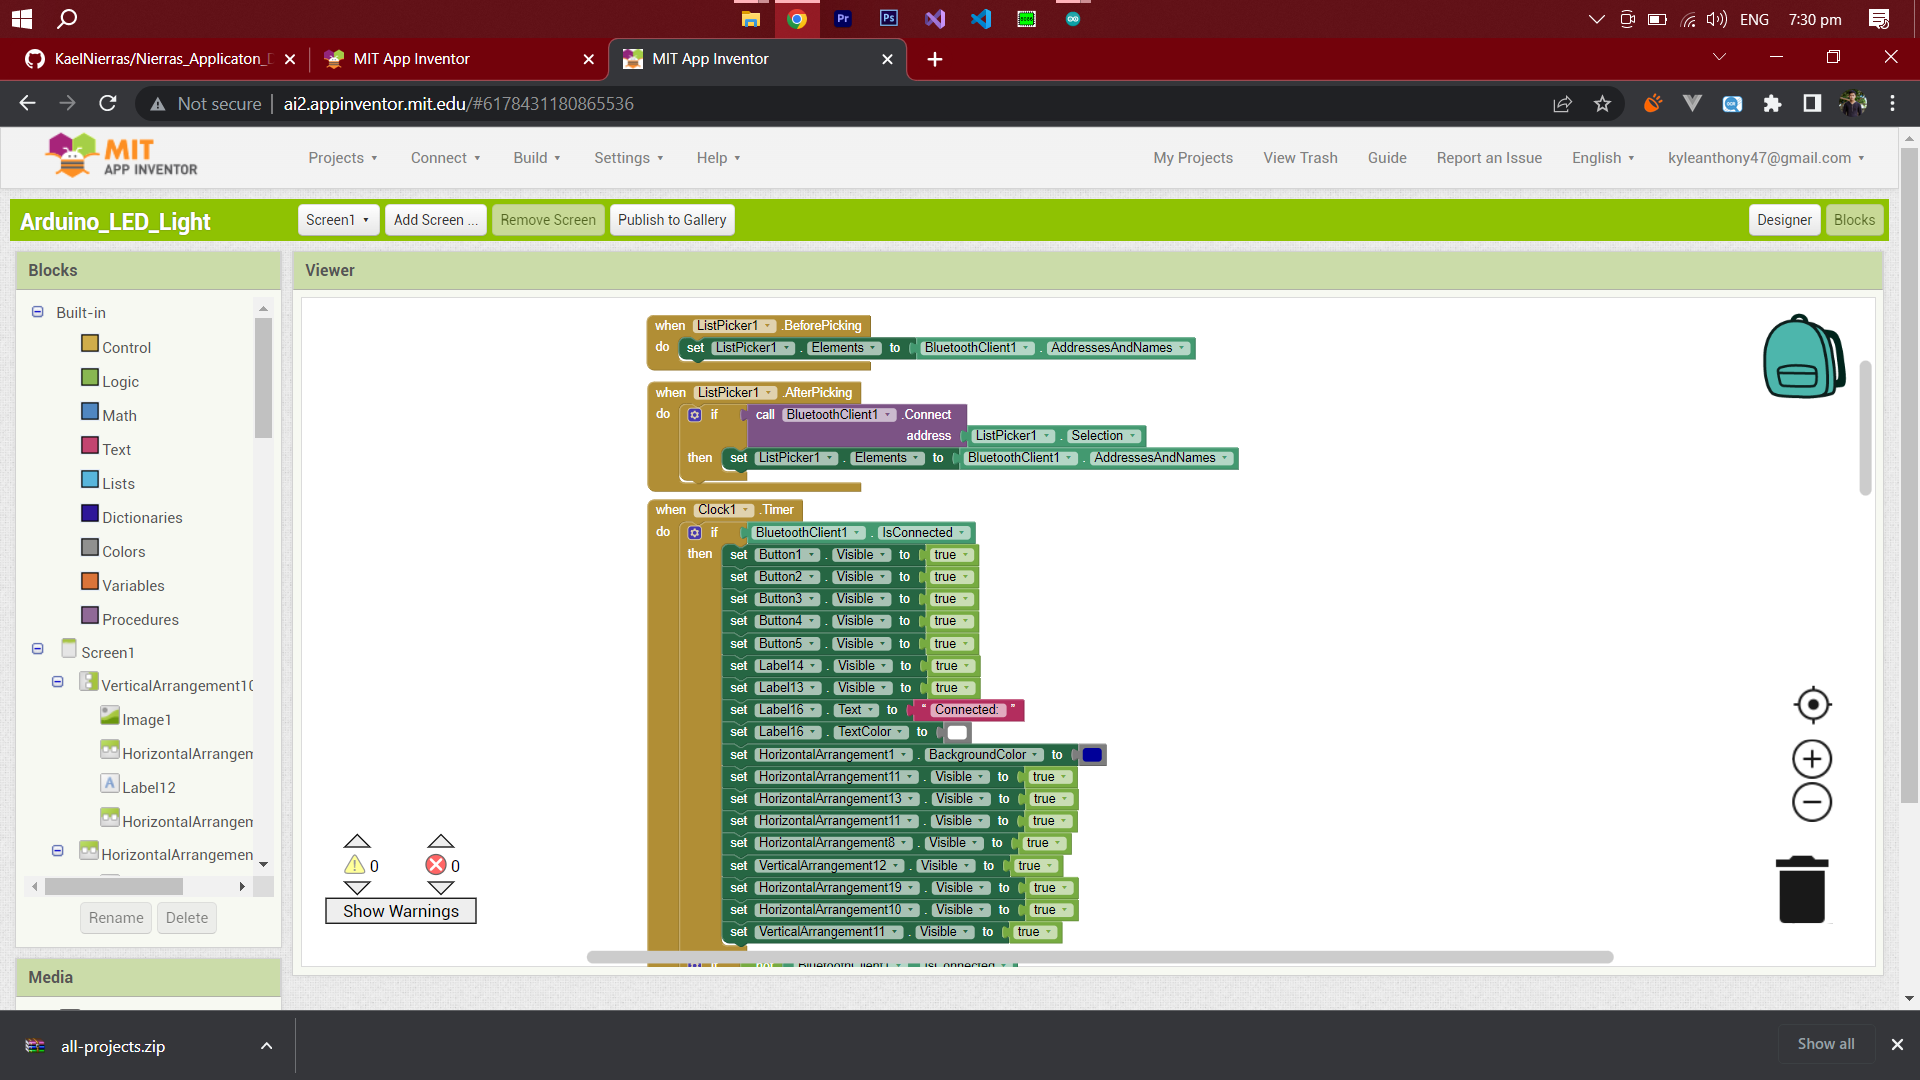 ENG 7:30 pm
KaelNierras/Nierras_Applicaton_D
MIT App Inventor
MIT App Inventor
Not secure | ai2.appinventor.mit.edu/#6178431180865536
MIT
APP INVENTOR
Projects Connect Build Settings Help My Projects View Trash Guide Report an Issue English kyleanthony47@gmail.com
Arduino_LED_Light Screen1 Add Screen ... Remove Screen Publish to Gallery Designer Blocks
Blocks
Built-in
Control
Logic
Math
Text
Lists
Dictionaries
Colors
Variables
Procedures
Screen1
VerticalArrangement10
Image1
HorizontalArrangem
Label12
HorizontalArrangem
HorizontalArrangemen
Rename Delete
Media
Viewer
when ListPicker1 .BeforePicking
do set ListPicker1 . Elements to BluetoothClient1 . AddressesAndNames
when ListPicker1 .AfterPicking
do if call BluetoothClient1 .Connect
address ListPicker1 . Selection
then set ListPicker1 . Elements to BluetoothClient1 . AddressesAndNames
when Clock1 .Timer
do if BluetoothClient1 . IsConnected
then set Button1 . Visible to true
set Button2 . Visible to true
set Button3 . Visible to true
set Button4 . Visible to true
set Button5 . Visible to true
set Label14 . Visible to true
set Label13 . Visible to true
set Label16 . Text to " Connected: "
set Label16 . TextColor to
set HorizontalArrangement1 . BackgroundColor to
set HorizontalArrangement11 . Visible to true
set HorizontalArrangement13 . Visible to true
set HorizontalArrangement11 . Visible to true
set HorizontalArrangement8 . Visible to true
set VerticalArrangement12 . Visible to true
set HorizontalArrangement19 . Visible to true
set HorizontalArrangement10 . Visible to true
set VerticalArrangement11 . Visible to true
if not BluetoothClient1 . IsConnected
0 0
Show Warnings
all-projects.zip
Show all